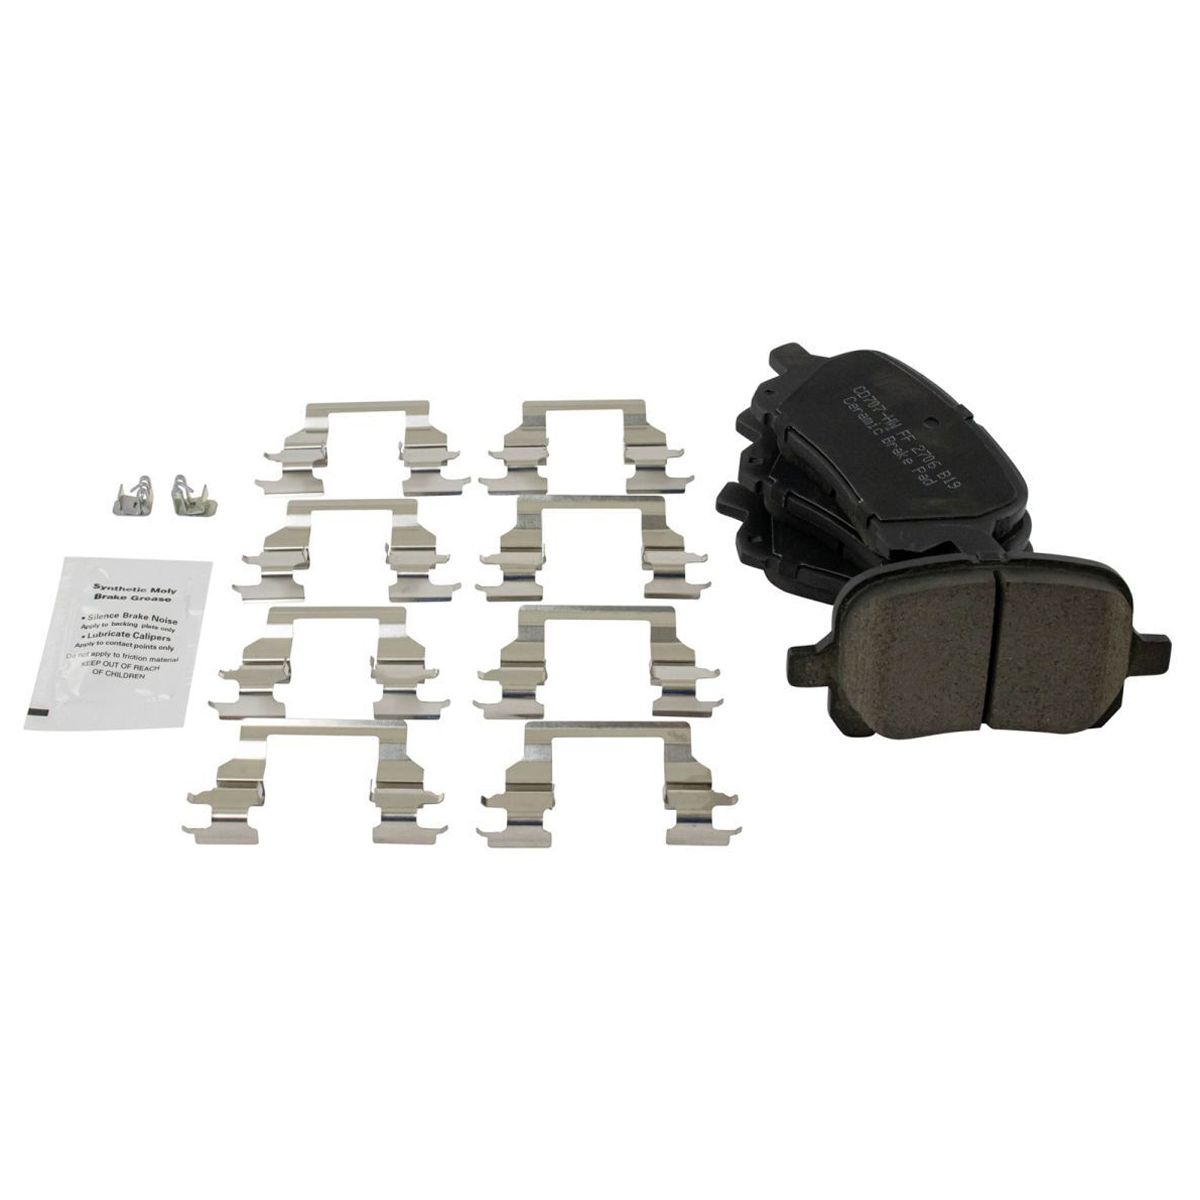 Synthetic Moly
Brake Grease
• Silence Brake Noise
Apply to backing plate only
• Lubricate Calipers
Apply to contact points only
Do not apply to friction material
KEEP OUT OF REACH
OF CHILDREN
CD707-HW FF 2706 B19
Ceramic Brake Pad